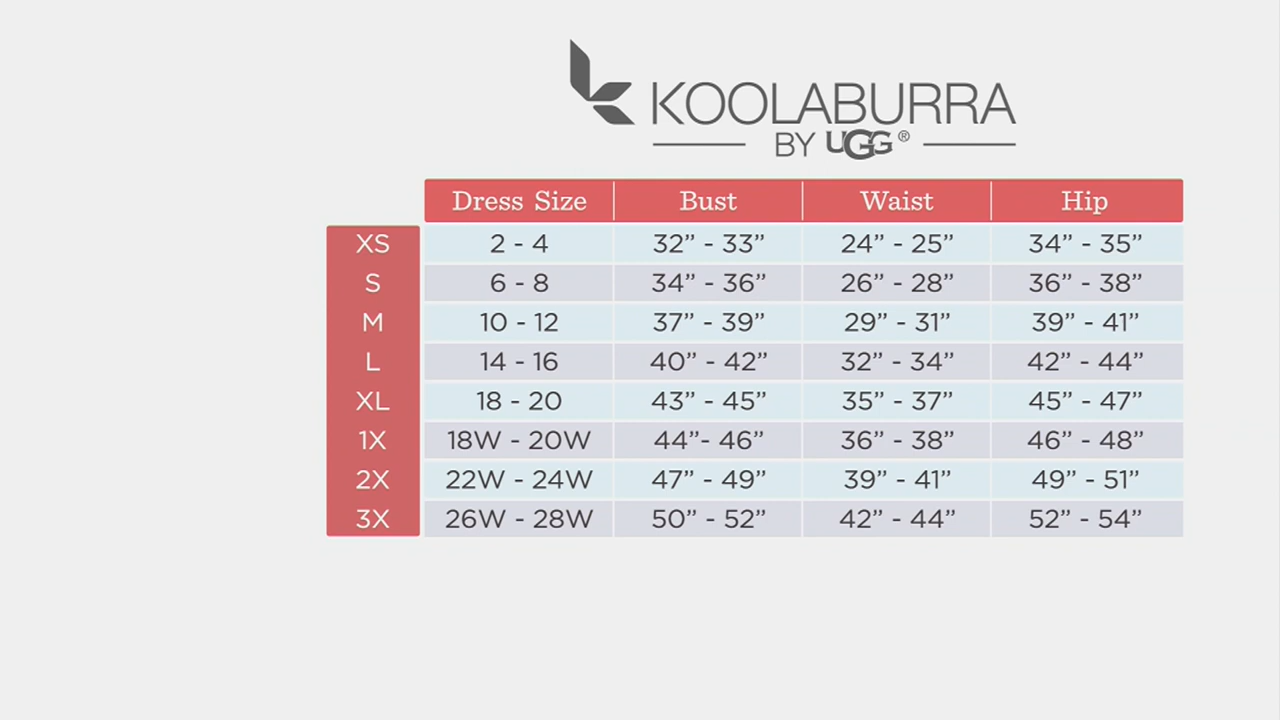 KOOLABURRA
BY UGG®
Dress Size Bust Waist Hip
XS 2 - 4 32” - 33” 24” - 25” 34” - 35”
S 6 - 8 34” - 36” 26” - 28” 36” - 38”
M 10 - 12 37” - 39” 29” - 31” 39” - 41”
L 14 - 16 40” - 42” 32” - 34” 42” - 44”
XL 18 - 20 43” - 45” 35” - 37” 45” - 47”
1X 18W - 20W 44”- 46” 36” - 38” 46” - 48”
2X 22W - 24W 47” - 49” 39” - 41” 49” - 51”
3X 26W - 28W 50” - 52” 42” - 44” 52” - 54”